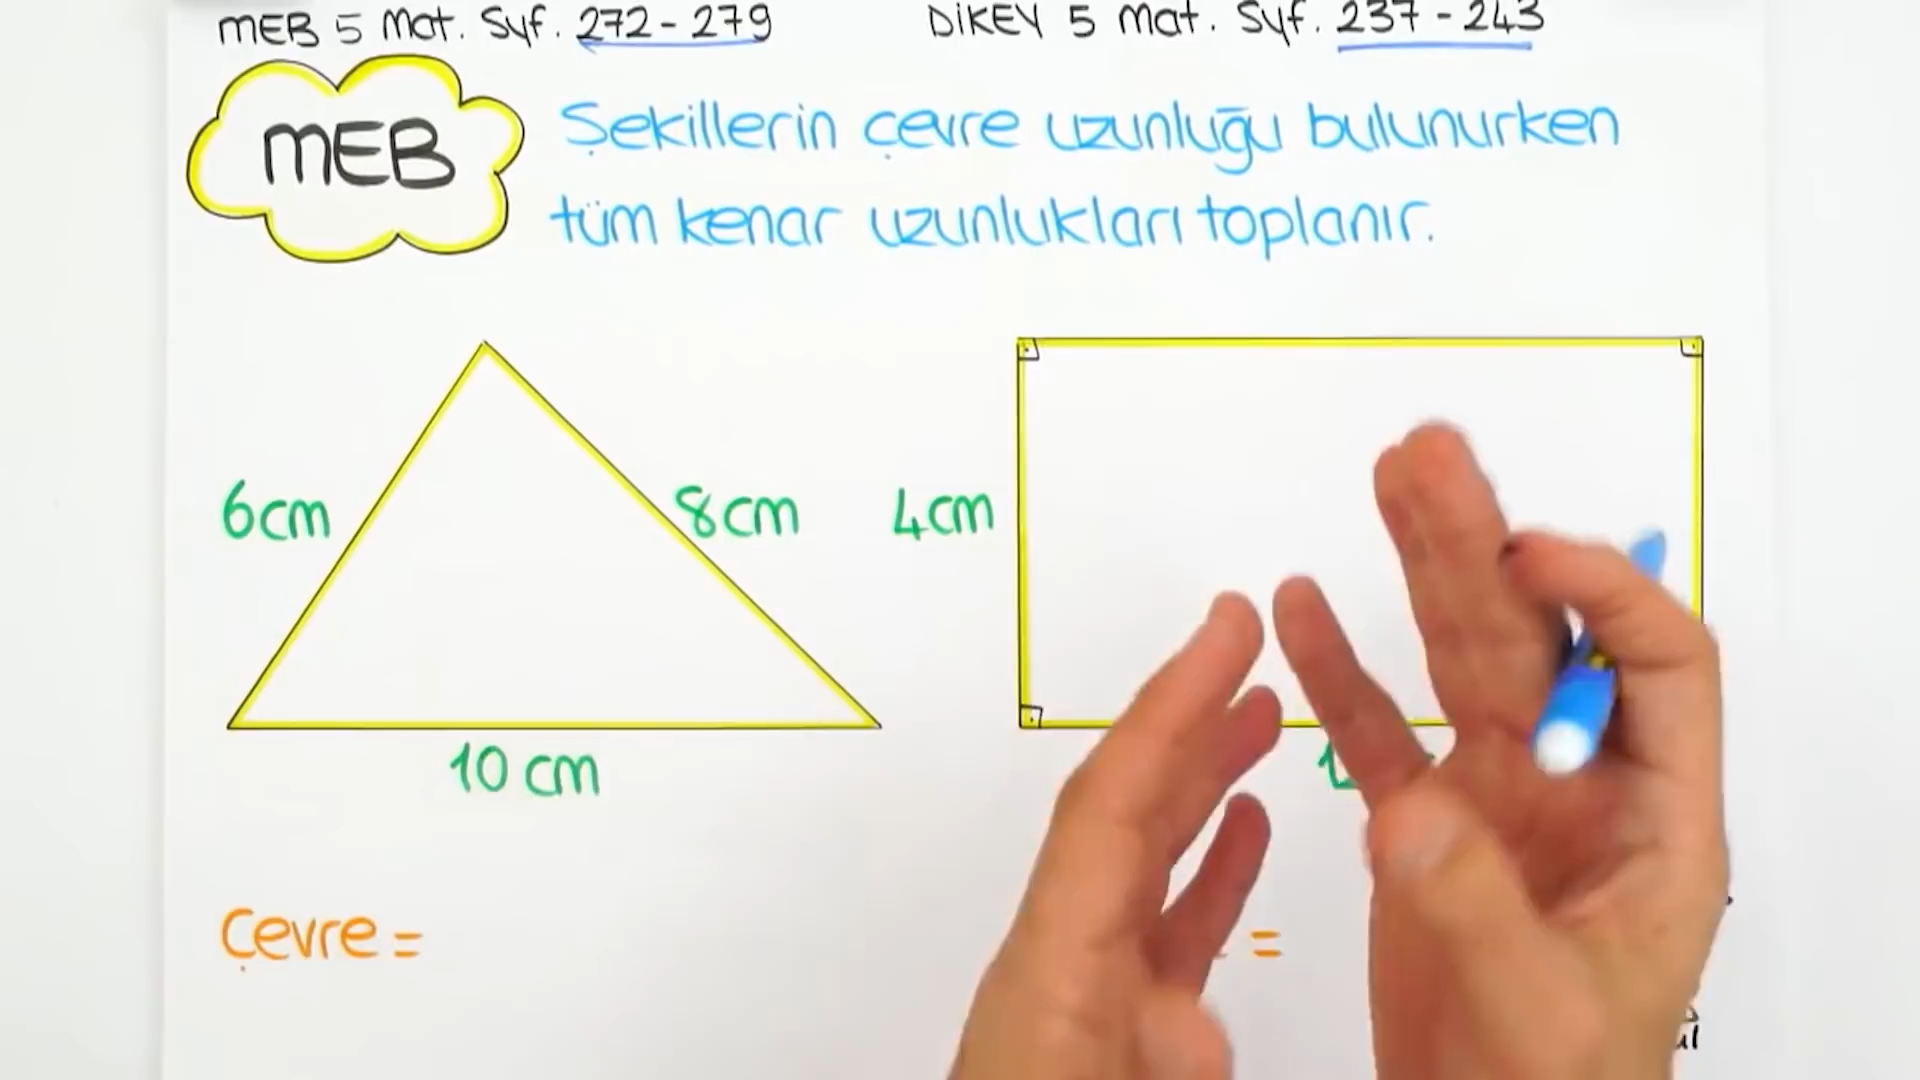 MEB 5 Mat. Syf. 272-279
DİKEY 5 Mat. Syf. 237-243
MEB
Şekillerin çevre uzunluğu bulunurken
tüm kenar uzunlukları toplanır.
6cm
8cm
4cm
10 cm
Çevre =
=